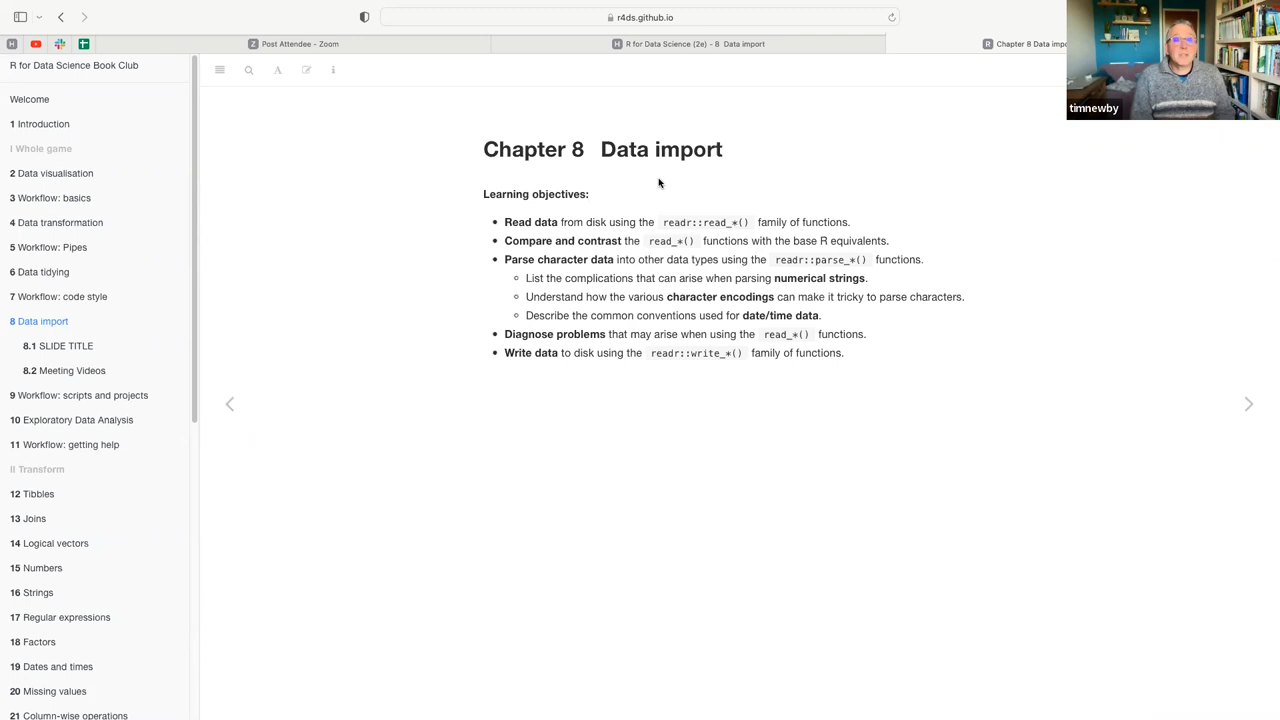 r4ds.github.io
Post Attendee - Zoom
R for Data Science (2e) - 8 Data import
Chapter 8 Data impo
timnewby
R for Data Science Book Club
Welcome
1 Introduction
I Whole game
2 Data visualisation
3 Workflow: basics
4 Data transformation
5 Workflow: Pipes
6 Data tidying
7 Workflow: code style
8 Data import
8.1 SLIDE TITLE
8.2 Meeting Videos
9 Workflow: scripts and projects
10 Exploratory Data Analysis
11 Workflow: getting help
II Transform
12 Tibbles
13 Joins
14 Logical vectors
15 Numbers
16 Strings
17 Regular expressions
18 Factors
19 Dates and times
20 Missing values
21 Column-wise operations
Chapter 8 Data import
Learning objectives:
• Read data from disk using the readr::read_*() family of functions.
• Compare and contrast the read_*() functions with the base R equivalents.
• Parse character data into other data types using the readr::parse_*() functions.
◦ List the complications that can arise when parsing numerical strings.
◦ Understand how the various character encodings can make it tricky to parse characters.
◦ Describe the common conventions used for date/time data.
• Diagnose problems that may arise when using the read_*() functions.
• Write data to disk using the readr::write_*() family of functions.